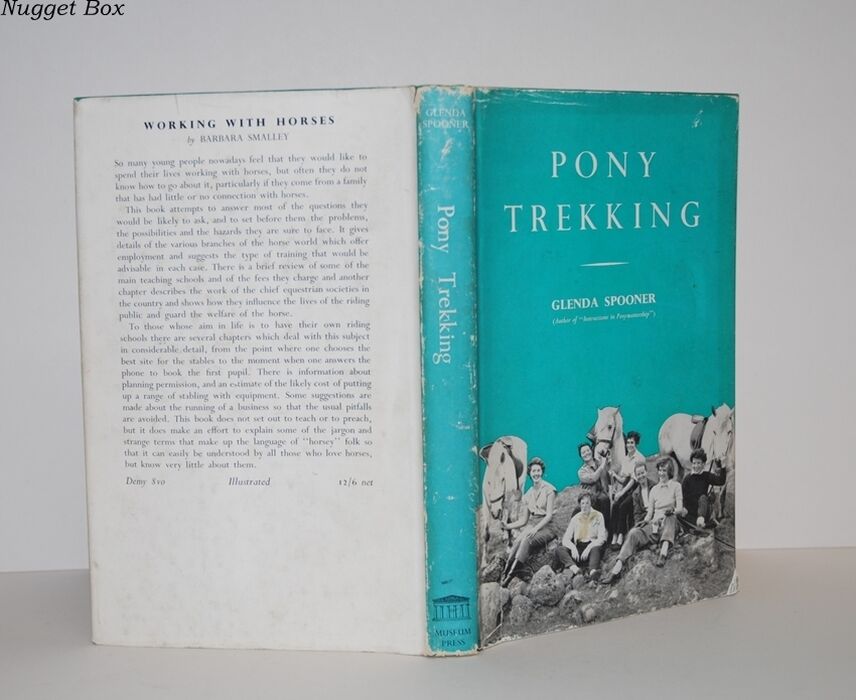 Nugget Box
WORKING WITH HORSES
by BARBARA SMALLEY
So many young people nowadays feel that they would like to
spend their lives working with horses, but often they do not
know how to go about it, particularly if they come from a family
that has had little or no connection with horses.
This book attempts to answer most of the questions they
would be likely to ask, and to set before them the problems,
the possibilities and the hazards they are sure to face. It gives
details of the various branches of the horse world which offer
employment and suggests the type of training that would be
advisable in each case. There is a brief review of some of the
main teaching schools and of the fees they charge and another
chapter describes the work of the chief equestrian societies in
the country and shows how they influence the lives of the riding
public and guard the welfare of the horse.
To those whose aim in life is to have their own riding
schools there are several chapters which deal with this subject
in considerable detail, from the point where one chooses the
best site for the stables to the moment when one answers the
phone to book the first pupil. There is information about
planning permission, and an estimate of the likely cost of putting
up a range of stabling with equipment. Some suggestions are
made about the running of a business so that the usual pitfalls
are avoided. This book does not set out to teach or to preach,
but it does make an effort to explain some of the jargon and
strange terms that make up the language of "horsey" folk so
that it can easily be understood by all those who love horses,
but know very little about them.
Demy 8vo Illustrated 12/6 net
GLENDA
SPOONER
Pony Trekking
MUSEUM
PRESS
PONY
TREKKING
GLENDA SPOONER
(Author of "Instructions in Ponymastership")